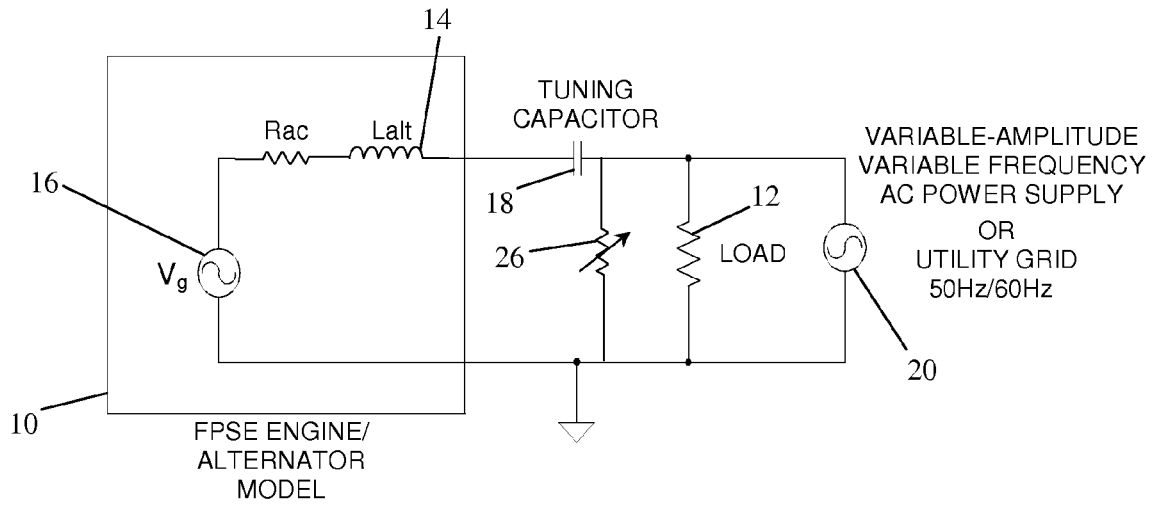 14
TUNING
CAPACITOR
Rac
Lalt
VARIABLE-AMPLITUDE
VARIABLE FREQUENCY
AC POWER SUPPLY
OR
UTILITY GRID
50Hz/60Hz
16
18
12
26
LOAD
Vg
20
10
FPSE ENGINE/
ALTERNATOR
MODEL